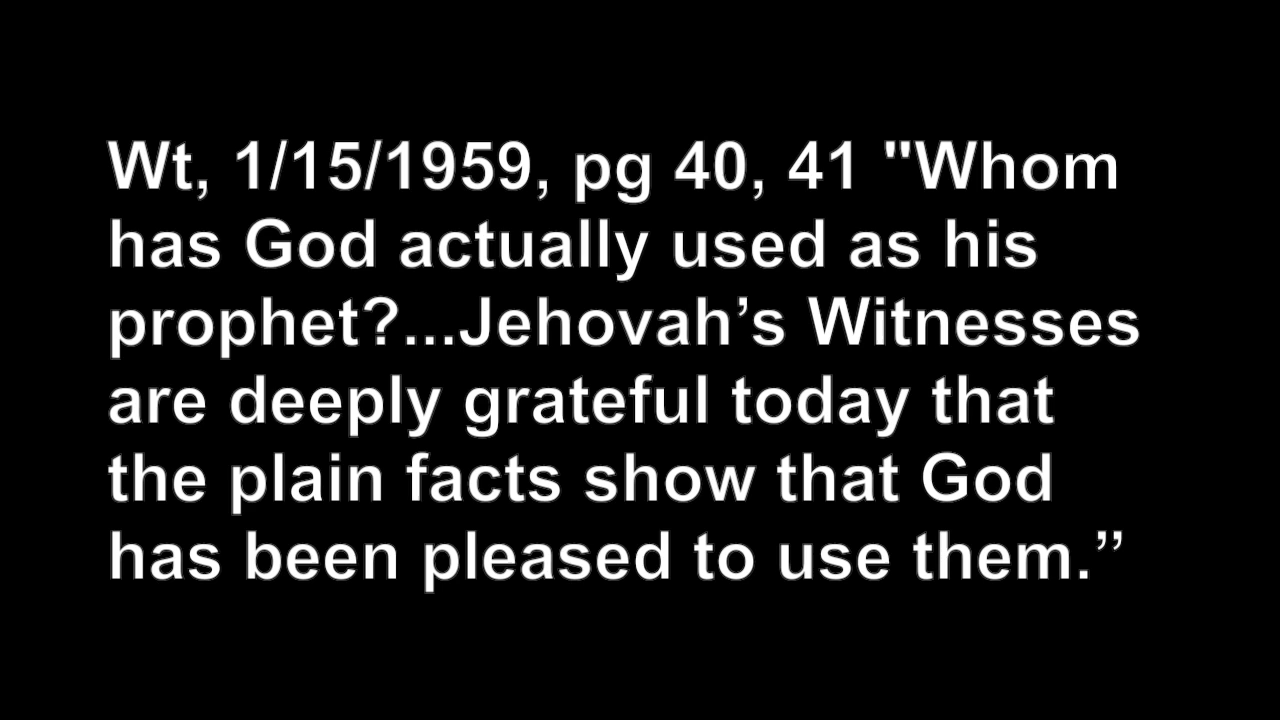 Wt, 1/15/1959, pg 40, 41 "Whom
has God actually used as his
prophet?...Jehovah’s Witnesses
are deeply grateful today that
the plain facts show that God
has been pleased to use them.”